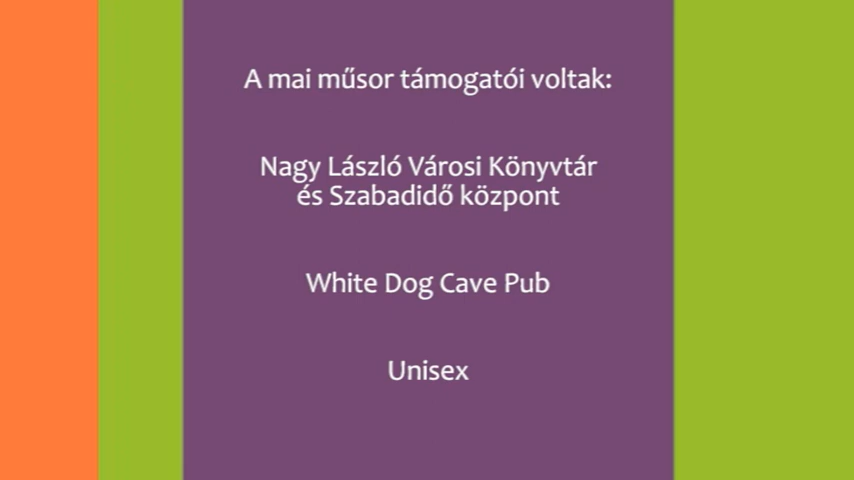 A mai műsor támogatói voltak:
Nagy László Városi Könyvtár
és Szabadidő központ
White Dog Cave Pub
Unisex